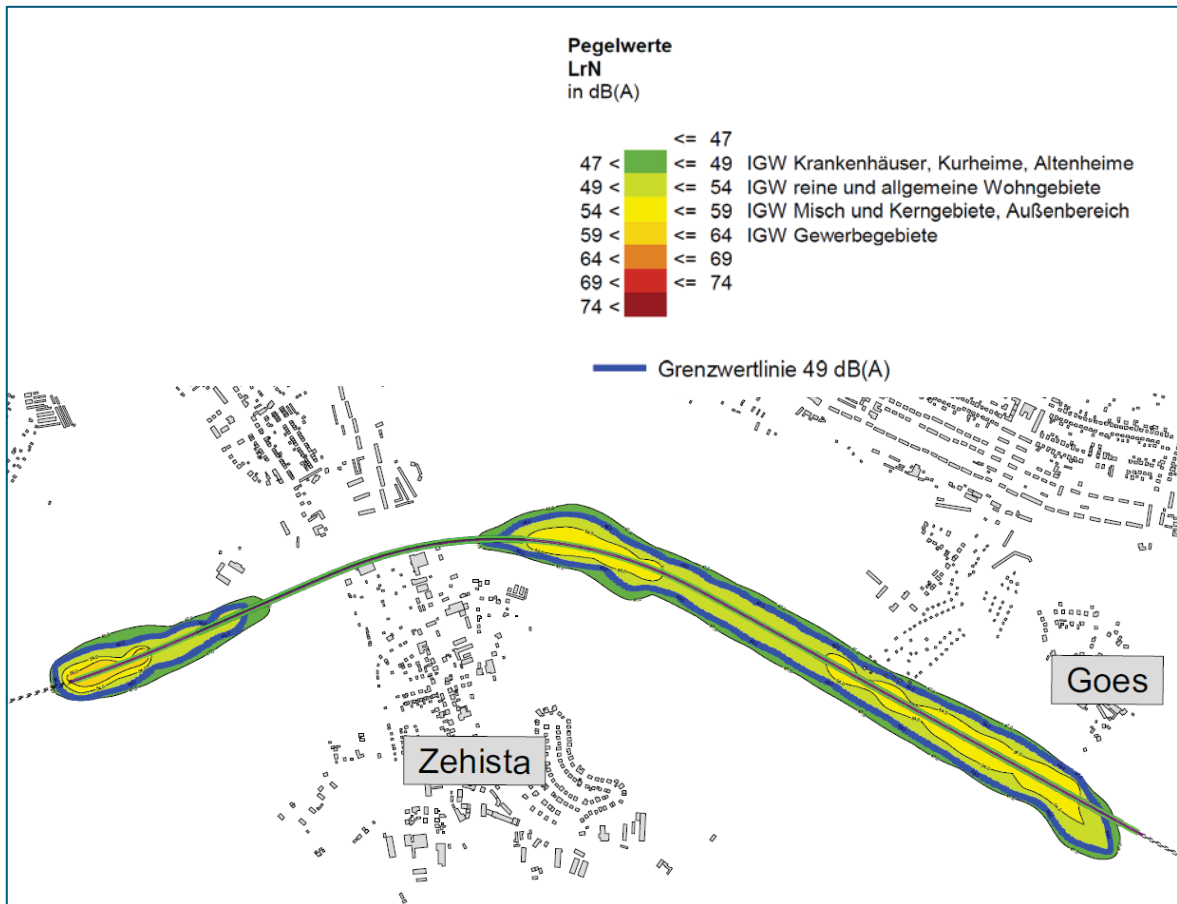 Pegelwerte
LrN
in dB(A)
<= 47
47 < <= 49 IGW Krankenhäuser, Kurheime, Altenheime
49 < <= 54 IGW reine und allgemeine Wohngebiete
54 < <= 59 IGW Misch und Kerngebiete, Außenbereich
59 < <= 64 IGW Gewerbegebiete
64 < <= 69
69 < <= 74
74 <
Grenzwertlinie 49 dB(A)
Goes
Zehista